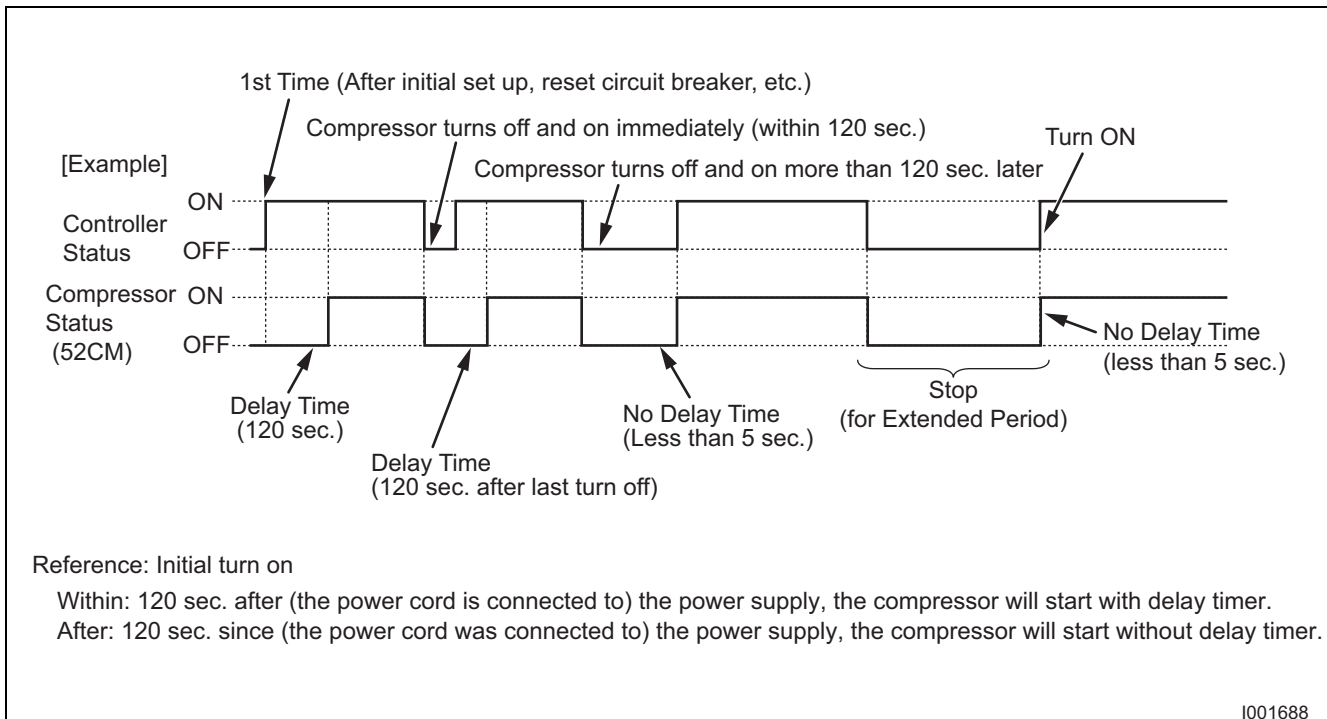 1st Time (After initial set up, reset circuit breaker, etc.)
Compressor turns off and on immediately (within 120 sec.)
Turn ON
[Example]
Compressor turns off and on more than 120 sec. later
ON
Controller
Status
OFF
Compressor
Status
(52CM)
ON
OFF
No Delay Time
(less than 5 sec.)
Delay Time
(120 sec.)
Delay Time
(120 sec. after last turn off)
No Delay Time
(Less than 5 sec.)
Stop
(for Extended Period)
Reference: Initial turn on
Within: 120 sec. after (the power cord is connected to) the power supply, the compressor will start with delay timer.
After: 120 sec. since (the power cord was connected to) the power supply, the compressor will start without delay timer.
I001688